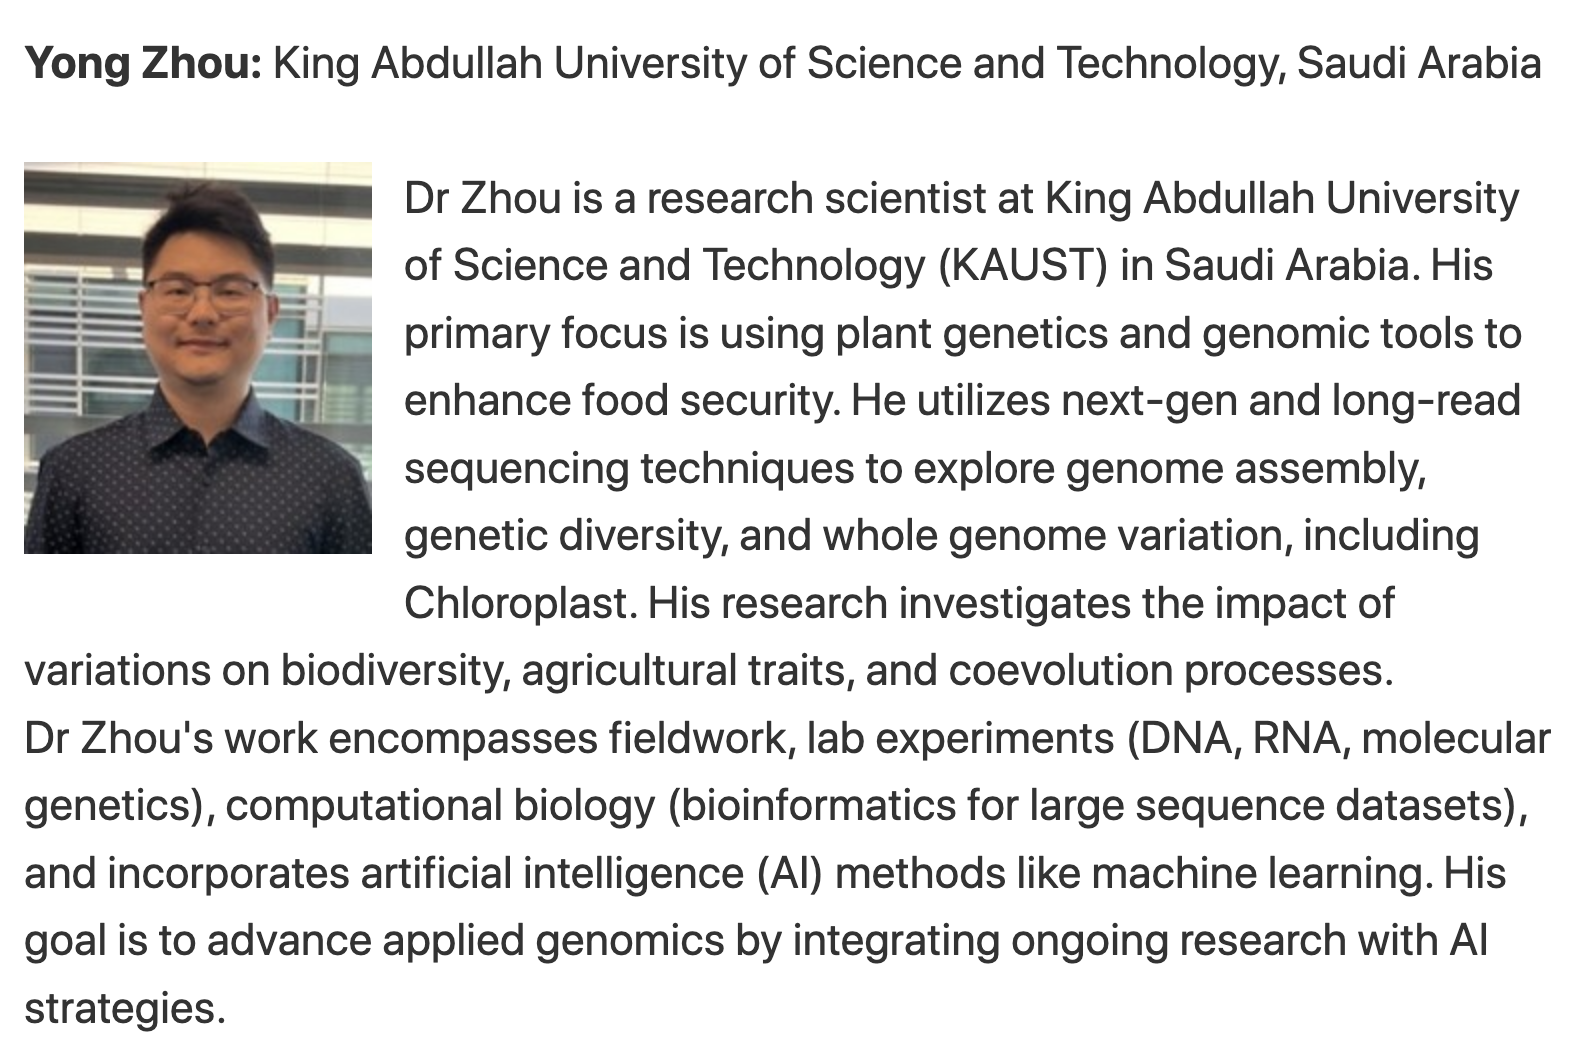 Yong Zhou: King Abdullah University of Science and Technology, Saudi Arabia
Dr Zhou is a research scientist at King Abdullah University
of Science and Technology (KAUST) in Saudi Arabia. His
primary focus is using plant genetics and genomic tools to
enhance food security. He utilizes next-gen and long-read
sequencing techniques to explore genome assembly,
genetic diversity, and whole genome variation, including
Chloroplast. His research investigates the impact of
variations on biodiversity, agricultural traits, and coevolution processes.
Dr Zhou's work encompasses fieldwork, lab experiments (DNA, RNA, molecular
genetics), computational biology (bioinformatics for large sequence datasets),
and incorporates artificial intelligence (AI) methods like machine learning. His
goal is to advance applied genomics by integrating ongoing research with AI
strategies.